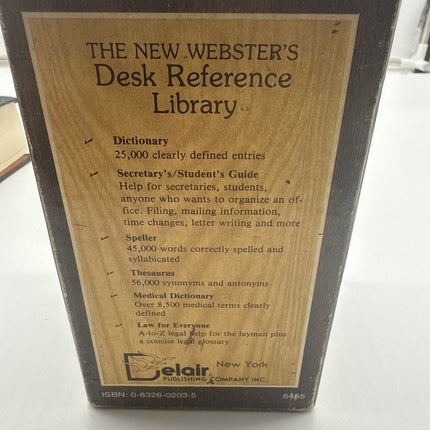 THE NEW WEBSTER'S
Desk Reference
Library
Dictionary
25,000 clearly defined entries
Secretary's/Student's Guide
Help for secretaries, students,
anyone who wants to organize an of-
fice. Filing, mailing information,
time changes, letter writing and more
Speller
45,000 words correctly spelled and
syllabicated
Thesaurus
56,000 synonyms and antonyms
Medical Dictionary
Over 8,500 medical terms clearly
defined
Law for Everyone
A-to-Z legal help for the layman plus
a concise legal glossary
Delair New York
PUBLISHING COMPANY INC.
ISBN: 0-8326-0203-5 6465